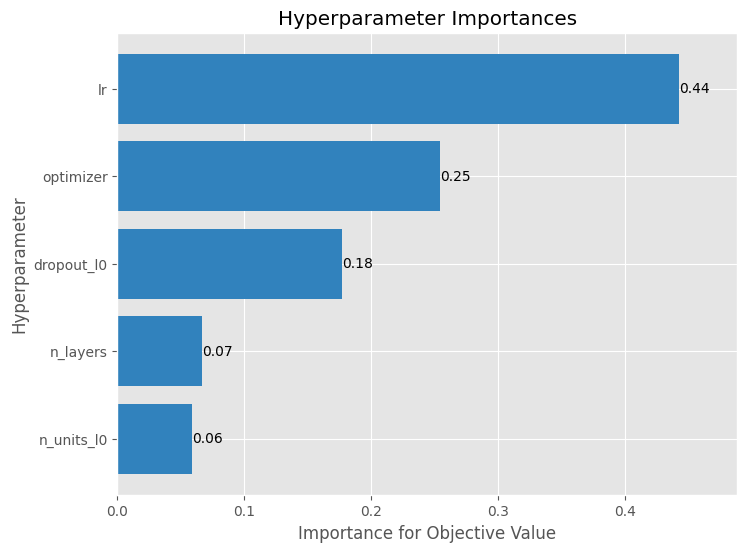 Hyperparameter Importances
Hyperparameter
lr
0.44
optimizer
0.25
dropout_l0
0.18
n_layers
0.07
n_units_l0
0.06
0.0 0.1 0.2 0.3 0.4
Importance for Objective Value